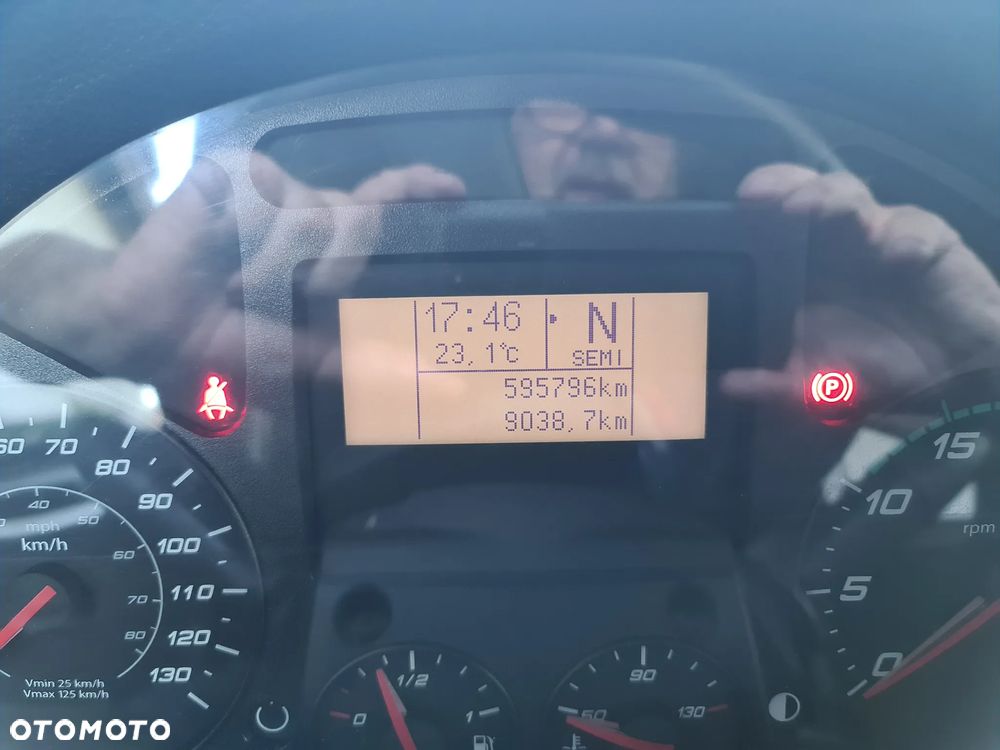 17:46
N
23,1°C
SEMI
595796km
9038,7km
P
60 70 80 90 100 110 120 130
40 50 60 70 80
mph
km/h
Vmin 25 km/h
Vmax 125 km/h
0 1/2 1
50 90 130
15 10 5 0
rpm
OTOMOTO